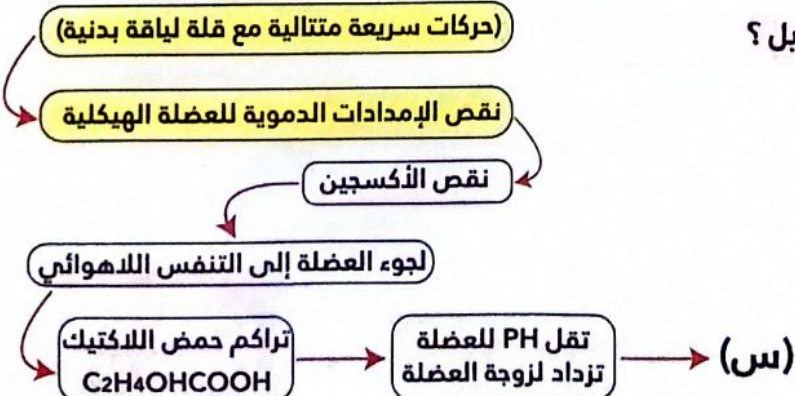 بل ؟
(حركات سريعة متتالية مع قلة لياقة بدنية)
نقص الإمدادات الدموية للعضلة الهيكلية
نقص الأكسجين
لجوء العضلة إلى التنفس اللاهوائي
تراكم حمض اللاكتيك
C2H4OHCOOH
تقل PH للعضلة
تزداد لزوجة العضلة
(س)